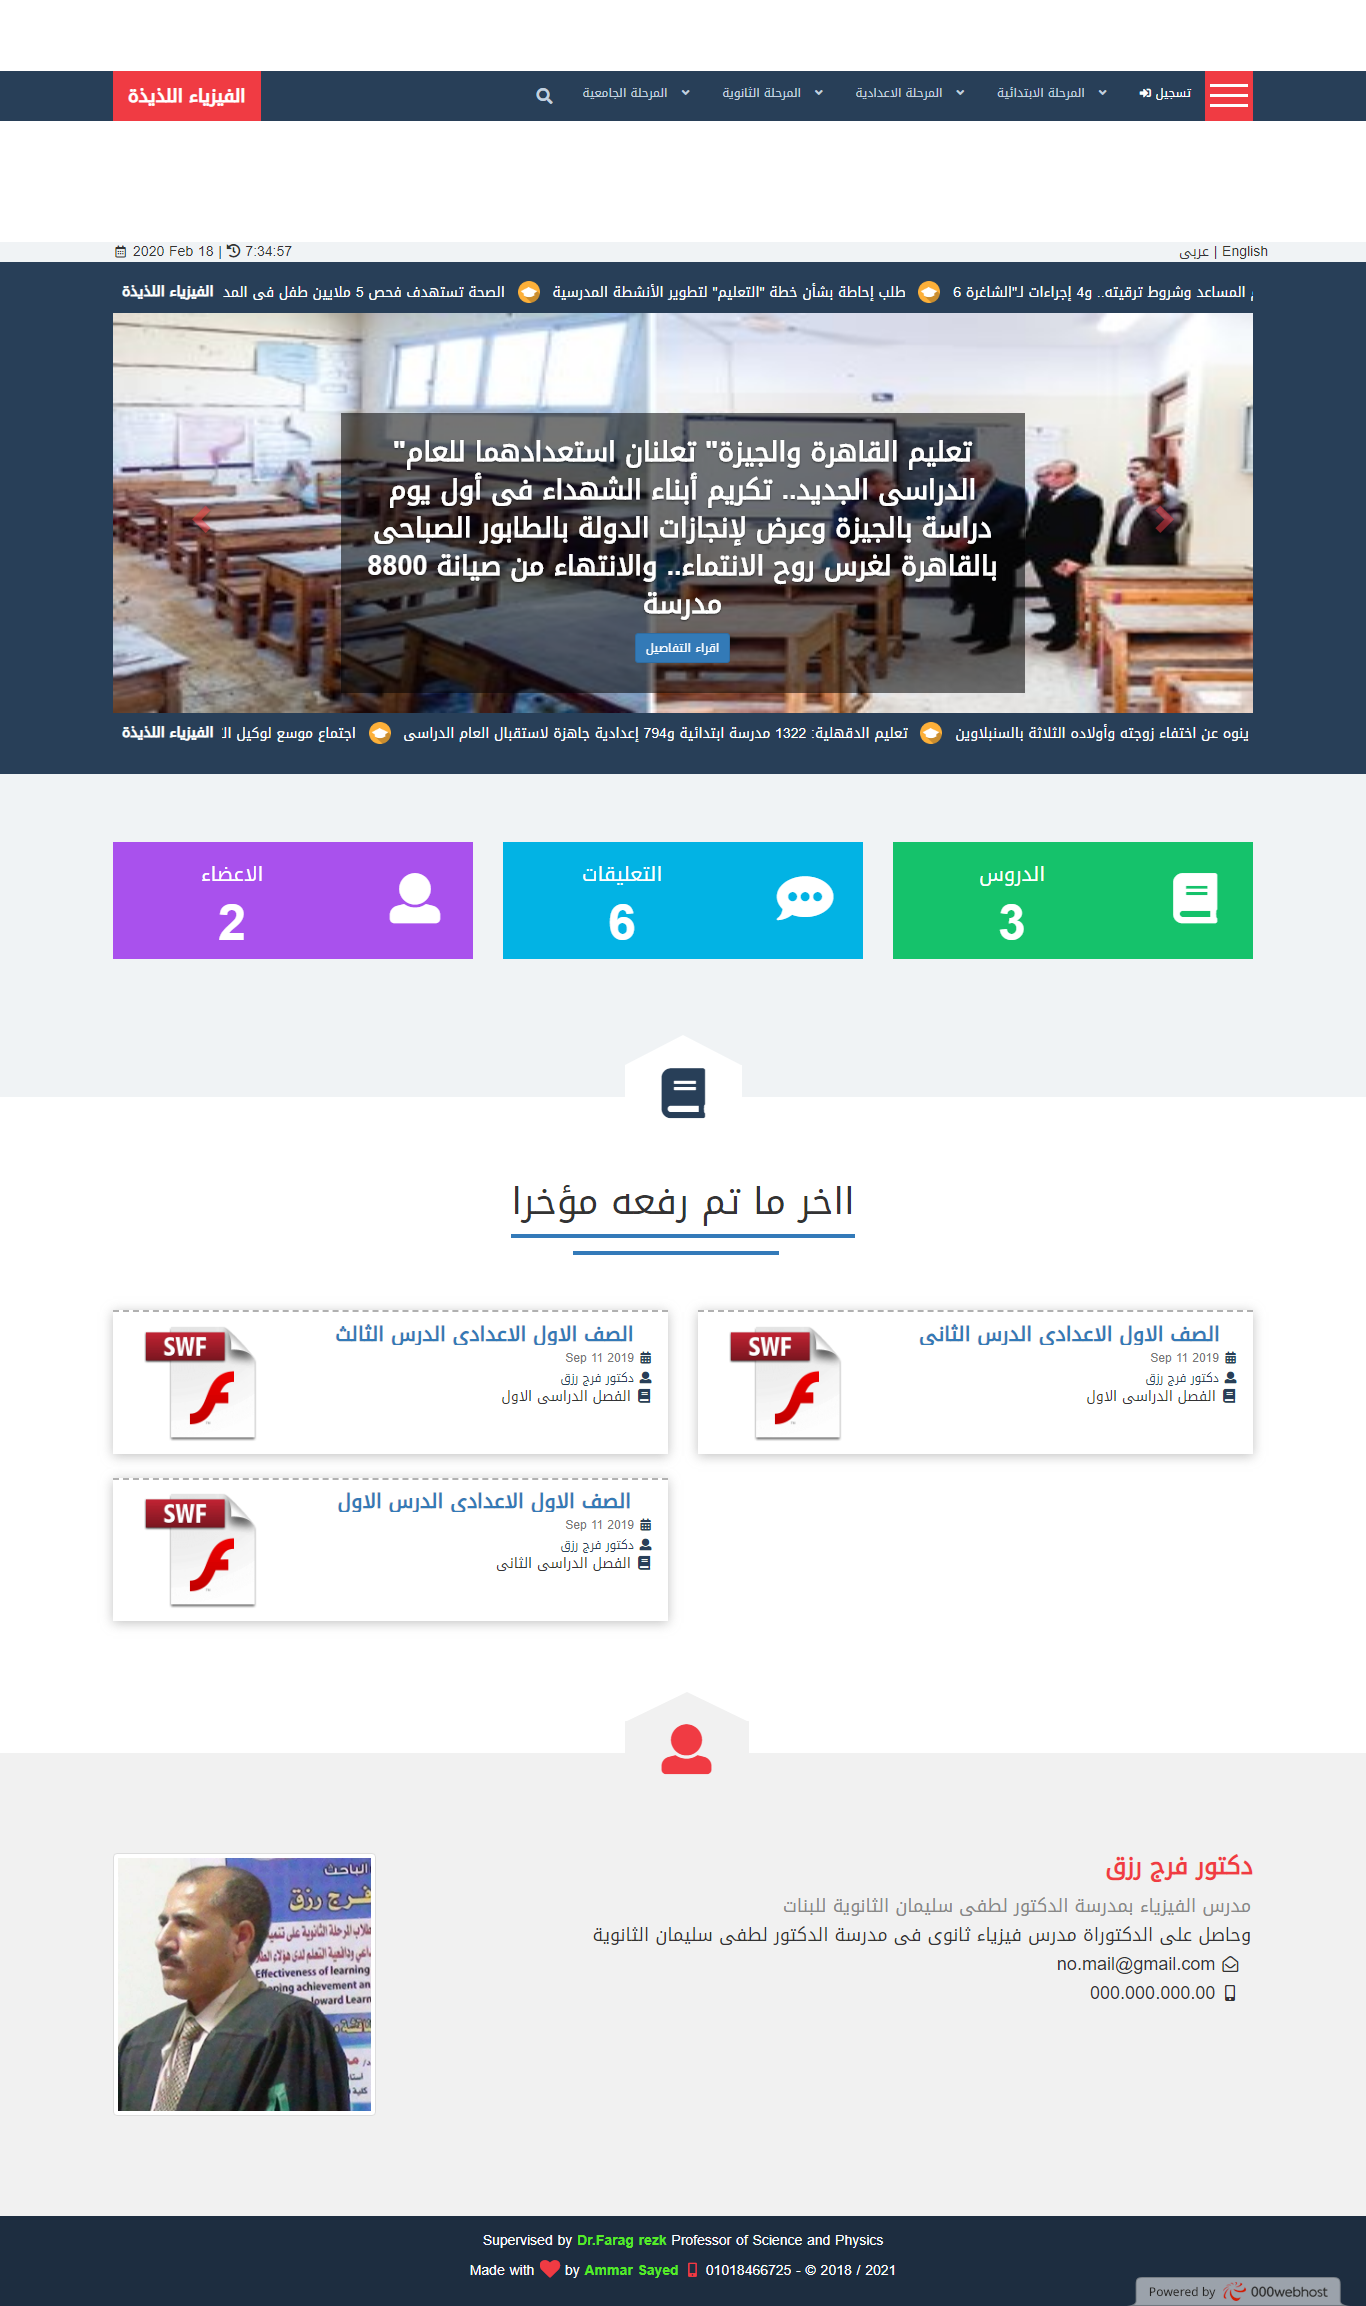 الفيزياء اللذيذة
المرحلة الجامعية
المرحلة الثانوية
المرحلة الاعدادية
المرحلة الابتدائية
تسجيل
2020 Feb 18 | 7:34:57
عربى | English
الفيزياء اللذيذة
الصحة تستهدف فحص 5 ملايين طفل فى المد
طلب إحاطة بشأن خطة "التعليم" لتطوير الأنشطة المدرسية
6 المساعد وشروط ترقيته.. و4 إجراءات لـ"الشاغرة
تعليم القاهرة والجيزة" تعلنان استعدادهما للعام"
الدراسى الجديد.. تكريم أبناء الشهداء فى أول يوم
دراسة بالجيزة وعرض لإنجازات الدولة بالطابور الصباحى
بالقاهرة لغرس روح الانتماء.. والانتهاء من صيانة 8800
مدرسة
اقراء التفاصيل
الفيزياء اللذيذة
اجتماع موسع لوكيل
تعليم الدقهلية: 1322 مدرسة ابتدائية و794 إعدادية جاهزة لاستقبال العام الدراسى
ينوه عن اختفاء زوجته وأولاده الثلاثة بالسنبلاوين
الدروس
3
التعليقات
6
الاعضاء
2
ااخر ما تم رفعه مؤخرا
الصف الاول الاعدادى الدرس الثانى
Sep 11 2019
دكتور فرج رزق
الفصل الدراسى الاول
SWF
الصف الاول الاعدادى الدرس الثالث
Sep 11 2019
دكتور فرج رزق
الفصل الدراسى الاول
SWF
الصف الاول الاعدادى الدرس الاول
Sep 11 2019
دكتور فرج رزق
الفصل الدراسى الثانى
SWF
دكتور فرج رزق
مدرس الفيزياء بمدرسة الدكتور لطفى سليمان الثانوية للبنات
وحاصل على الدكتوراة مدرس فيزياء ثانوى فى مدرسة الدكتور لطفى سليمان الثانوية
no.mail@gmail.com
000.000.000.00
الباحث
فرج رزق
Effectiveness of learning
achievement an
toward Learn
Supervised by Dr.Farag rezk Professor of Science and Physics
Made with by Ammar Sayed 01018466725 - © 2018 / 2021
Powered by 000webhost